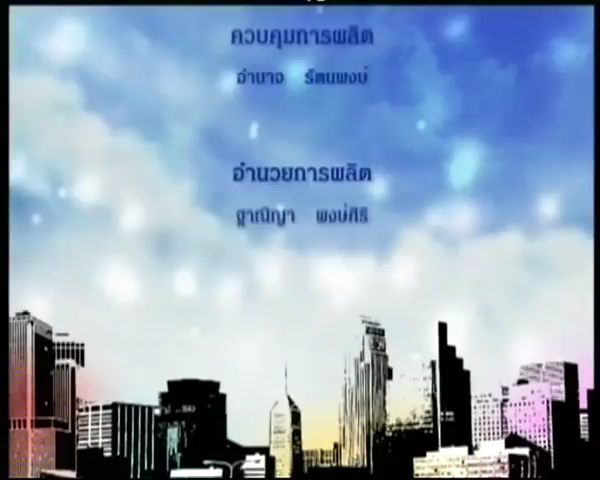 ควบคุมการผลิต
อำนาจ รัตนพงษ์
อำนวยการผลิต
ฐาณิญา พงษ์ศิริ